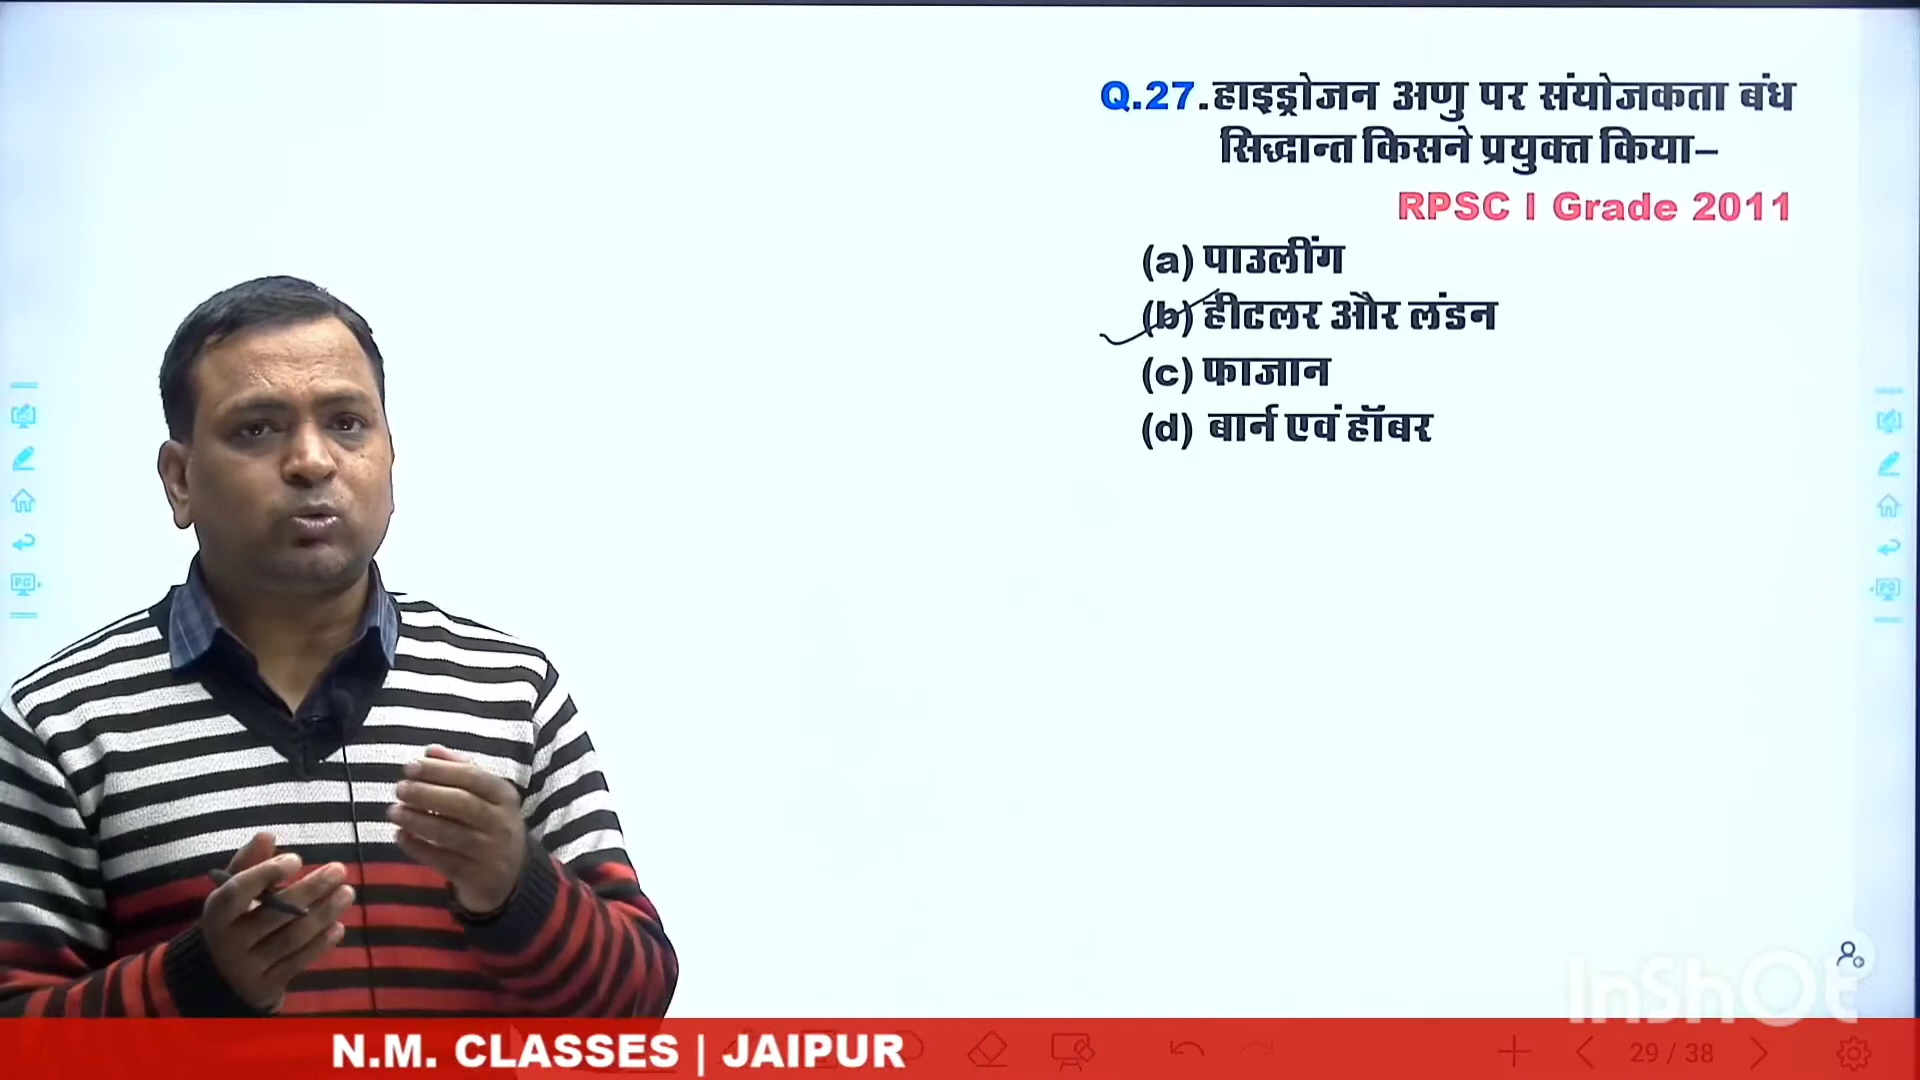 Q.27.हाइड्रोजन अणु पर संयोजकता बंध
सिद्धान्त किसने प्रयुक्त किया–
RPSC I Grade 2011
(a) पाउलींग
(b) हीटलर और लंडन
(c) फाजान
(d) बार्न एवं हॉबर
InShOt
N.M. CLASSES | JAIPUR
29 / 38